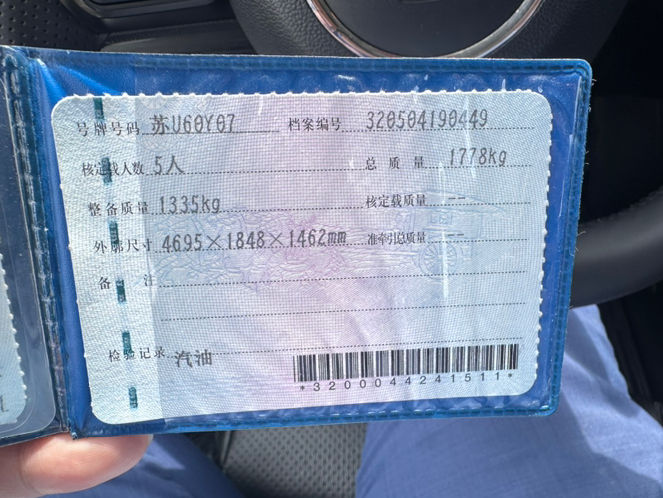 号牌号码 苏U60Y07 档案编号 320504190449
核定载人数 5人 总质量 1778kg
整备质量 1335kg 核定载质量 --
外廓尺寸 4695×1848×1462mm 准牵引总质量 --
备注
检验记录 汽油
*3200044241511*